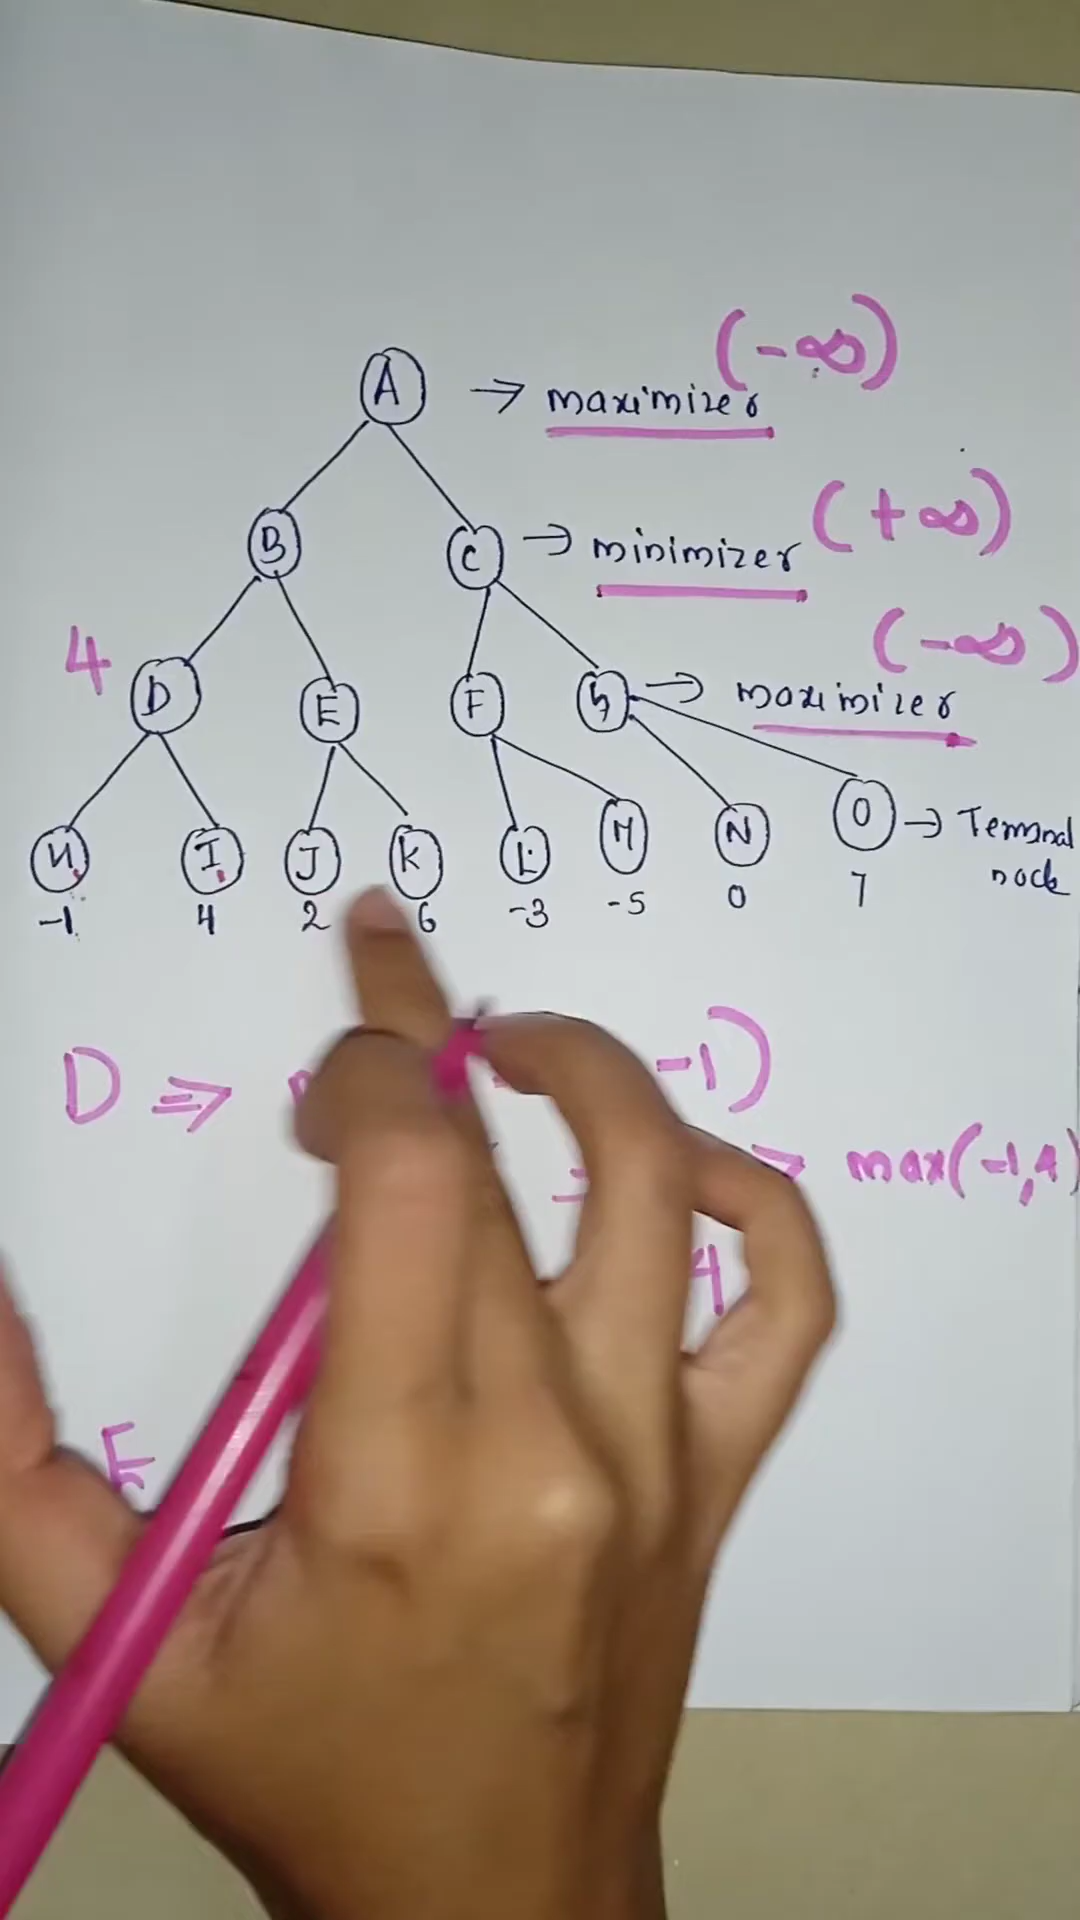 (-∞)
A → maximizer
(+∞)
B C → minimizer
(-∞)
4 D E F G → maximizer
H I J K L M N O → Terminal
node
-1 4 2 6 -3 -5 0 7
D ⇒ -1)
⇒ max(-1,4)
4
E